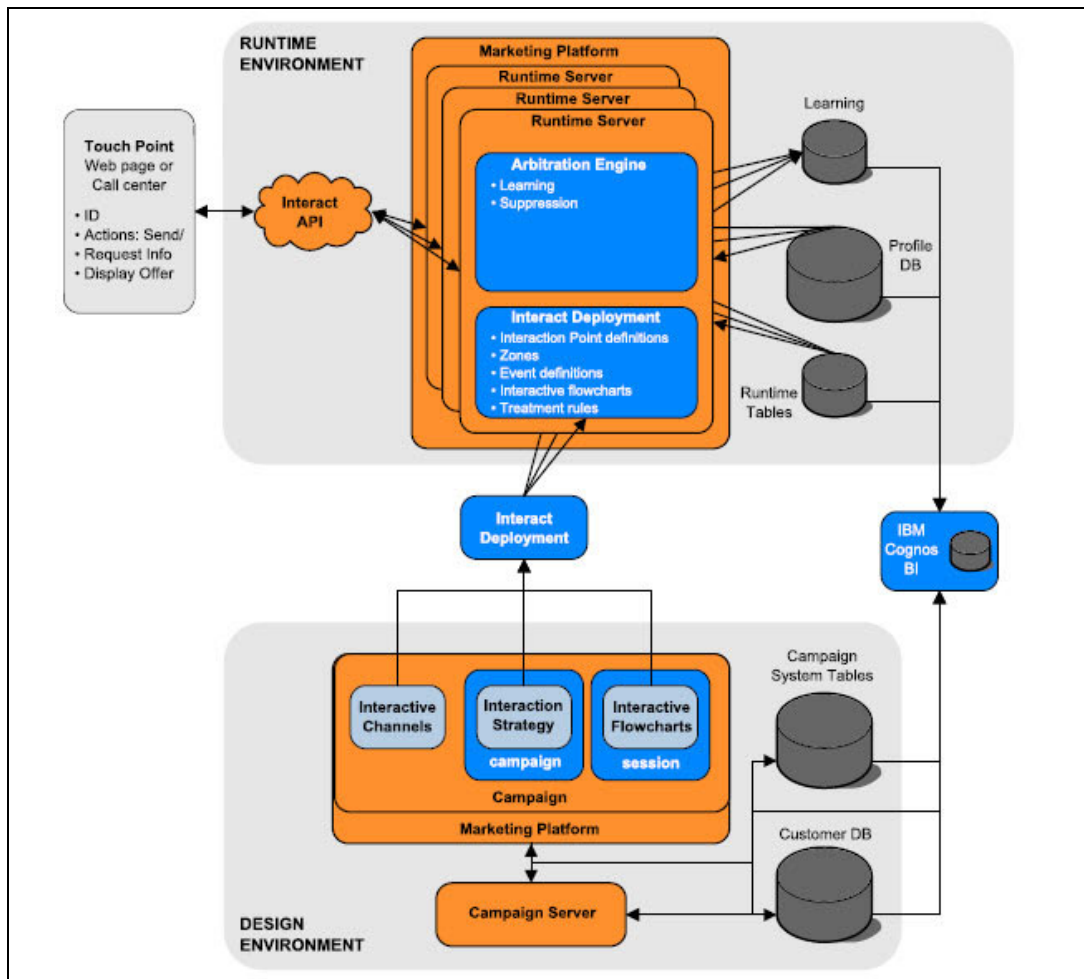 RUNTIME
ENVIRONMENT
Marketing Platform
Runtime Server
Runtime Server
Runtime Server
Touch Point
Web page or
Call center
• ID
• Actions: Send/
• Request Info
• Display Offer
Interact
API
Arbitration Engine
• Learning
• Suppression
Interact Deployment
• Interaction Point definitions
• Zones
• Event definitions
• Interactive flowcharts
• Treatment rules
Learning
Profile
DB
Runtime
Tables
Interact
Deployment
IBM
Cognos
BI
Interactive
Channels
Interaction
Strategy
campaign
Interactive
Flowcharts
session
Campaign
Marketing Platform
Campaign
System Tables
Customer DB
Campaign Server
DESIGN
ENVIRONMENT